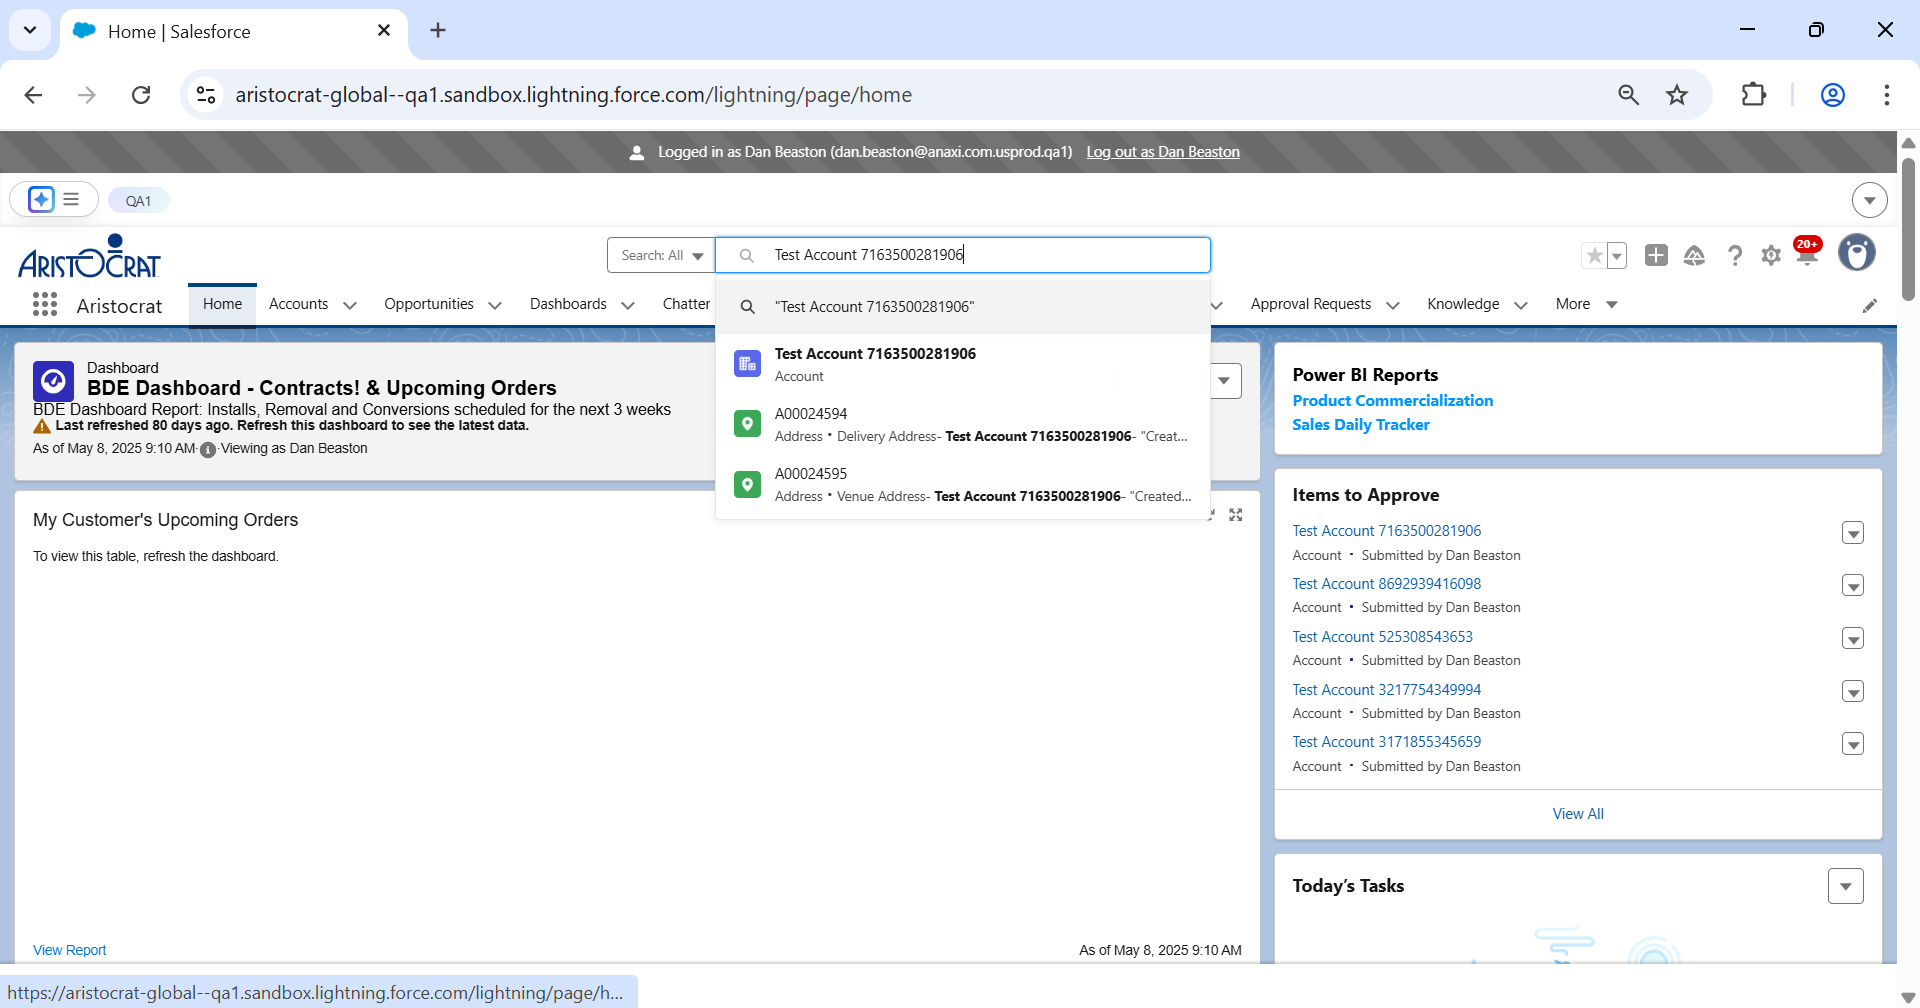 Home | Salesforce
aristocrat-global--qa1.sandbox.lightning.force.com/lightning/page/home
Logged in as Dan Beaston (dan.beaston@anaxi.com.usprod.qa1) Log out as Dan Beaston
QA1
ARISTOCRAT
Search: All
Test Account 7163500281906
20+
Aristocrat
Home
Accounts
Opportunities
Dashboards
Chatter
Approval Requests
Knowledge
More
"Test Account 7163500281906"
Test Account 7163500281906
Account
A00024594
Address • Delivery Address- Test Account 7163500281906- "Creat...
A00024595
Address • Venue Address- Test Account 7163500281906- "Created...
Dashboard
BDE Dashboard - Contracts! & Upcoming Orders
BDE Dashboard Report: Installs, Removal and Conversions scheduled for the next 3 weeks
Last refreshed 80 days ago. Refresh this dashboard to see the latest data.
As of May 8, 2025 9:10 AM·Viewing as Dan Beaston
My Customer's Upcoming Orders
To view this table, refresh the dashboard.
View Report
As of May 8, 2025 9:10 AM
Power BI Reports
Product Commercialization
Sales Daily Tracker
Items to Approve
Test Account 7163500281906
Account • Submitted by Dan Beaston
Test Account 8692939416098
Account • Submitted by Dan Beaston
Test Account 525308543653
Account • Submitted by Dan Beaston
Test Account 3217754349994
Account • Submitted by Dan Beaston
Test Account 3171855345659
Account • Submitted by Dan Beaston
View All
Today's Tasks
https://aristocrat-global--qa1.sandbox.lightning.force.com/lightning/page/h...